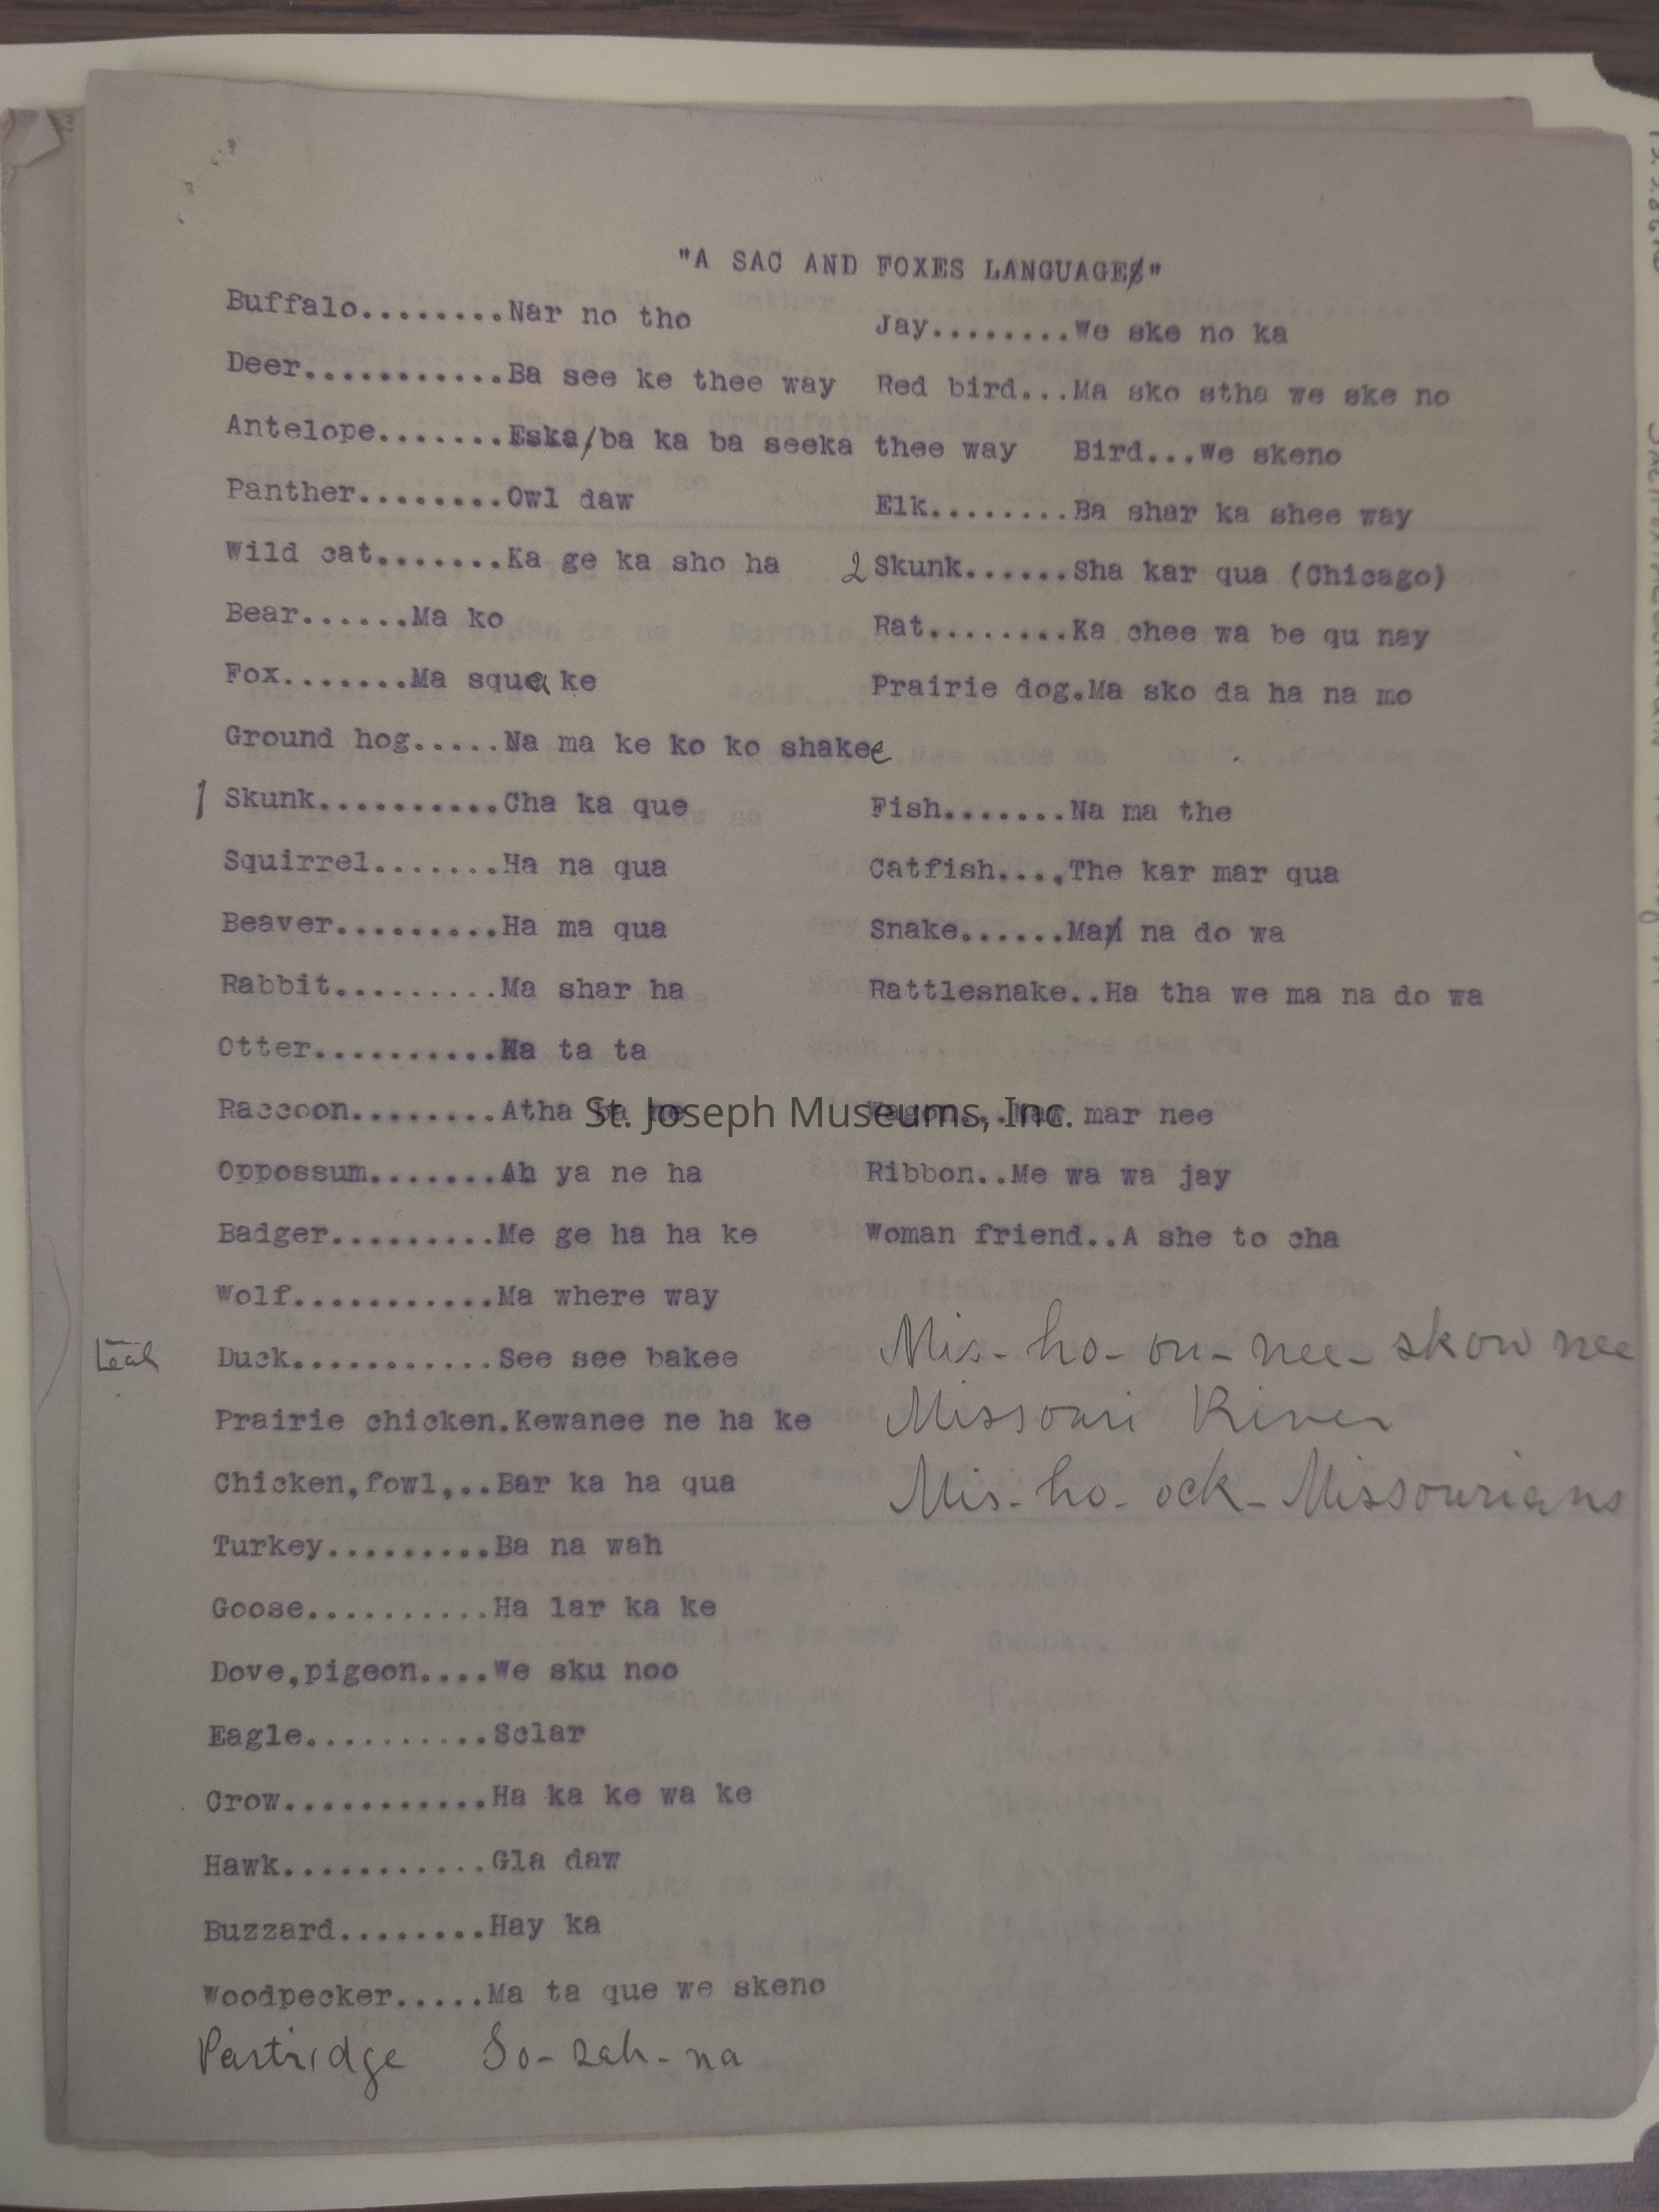 "A SAC AND FOXES LANGUAGES"
Buffalo........Nar no tho
Deer...........Ba see ke thee way
Antelope.......Eska/ba ka ba seeka thee way
Panther........Owl daw
Wild cat.......Ka ge ka sho ha
Bear......Ma ko
Fox.......Ma squa ke
Ground hog.....Na ma ke ko ko shakee
1 Skunk..........Cha ka que
Squirrel.......Ha na qua
Beaver.........Ha ma qua
Rabbit.........Ma shar ha
Otter..........Ka ta ta
Raccoon........Atha
Oppossum.......Ah ya ne ha
Badger.........Me ge ha ha ke
Wolf...........Ma where way
Duck...........See see bakee
Prairie chicken.Kewanee ne ha ke
Chicken,fowl,..Bar ka ha qua
Turkey.........Ba na wah
Goose..........Ha lar ka ke
Dove,pigeon....We sku noo
Eagle..........Sclar
Crow...........Ha ka ke wa ke
Hawk...........Gla daw
Buzzard........Hay ka
Woodpecker.....Ma ta que we skeno
Partridge So-zah-na
Jay........We ske no ka
Red bird...Ma sko stha we ske no
Bird...We skeno
Elk........Ba shar ka shee way
2 Skunk......Sha kar qua (Chicago)
Rat........Ka chee wa be qu nay
Prairie dog.Ma sko da ha na mo
Fish.......Na ma the
Catfish...,The kar mar qua
Snake......Ma na do wa
Rattlesnake..Ha tha we ma na do wa
Wagon....Naw mar nee
Ribbon..Me wa wa jay
Woman friend..A she to cha
Mis-ho-ou-nee-skow nee
Missouri River
Mis-ho-ock-Missourians
St. Joseph Museums, Inc.